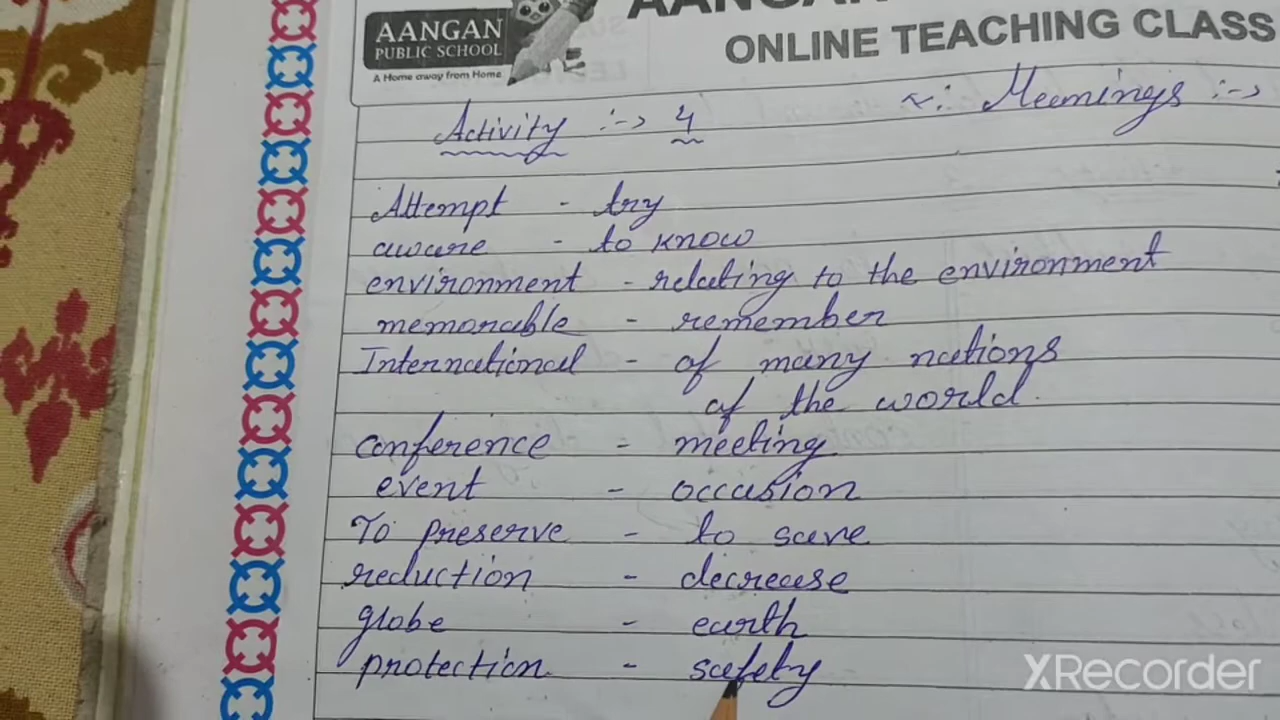 AANGAN
PUBLIC SCHOOL
A Home away from Home
AANGAN
ONLINE TEACHING CLASS
Activity :-> 4
Meanings :->
Attempt - try
aware - to know
environment - relating to the environment
memorable - remember
International - of many nations
of the world.
conference - meeting
event - occasion
To preserve - to save
reduction - decrease
globe - earth
protection - safety
XRecorder